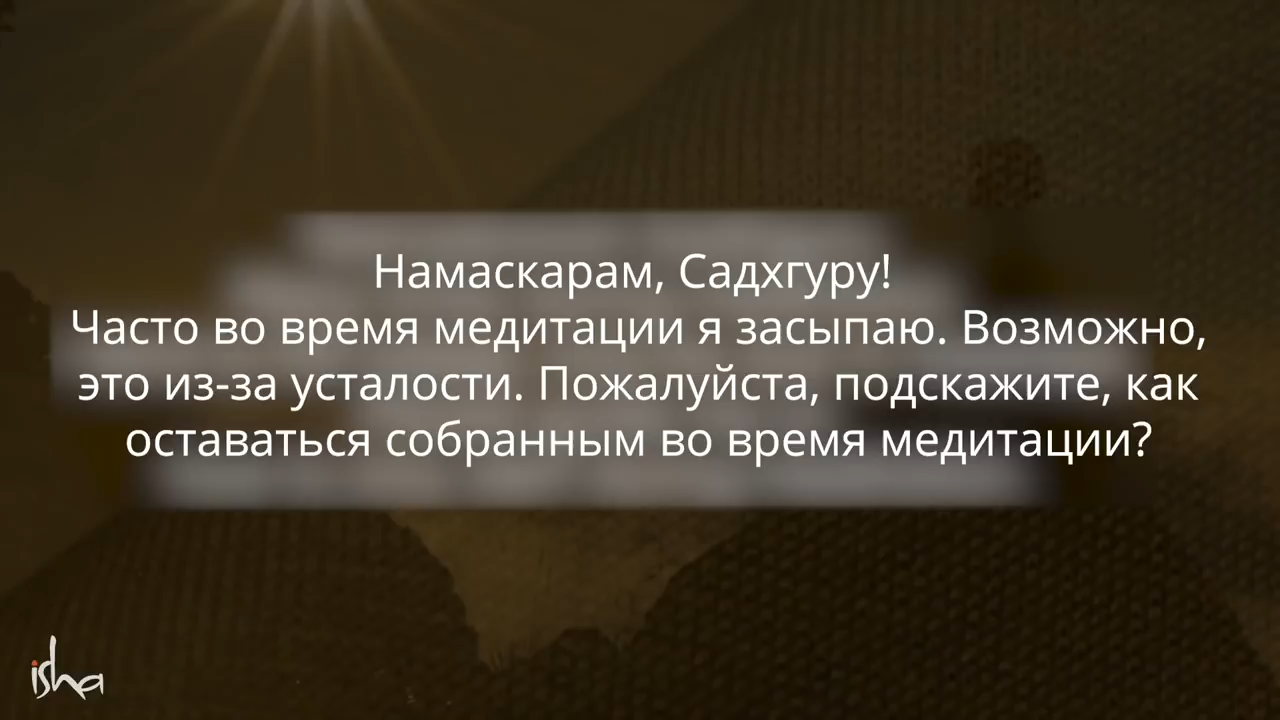 Намаскарам, Садхгуру!
Часто во время медитации я засыпаю. Возможно,
это из-за усталости. Пожалуйста, подскажите, как
оставаться собранным во время медитации?
isha